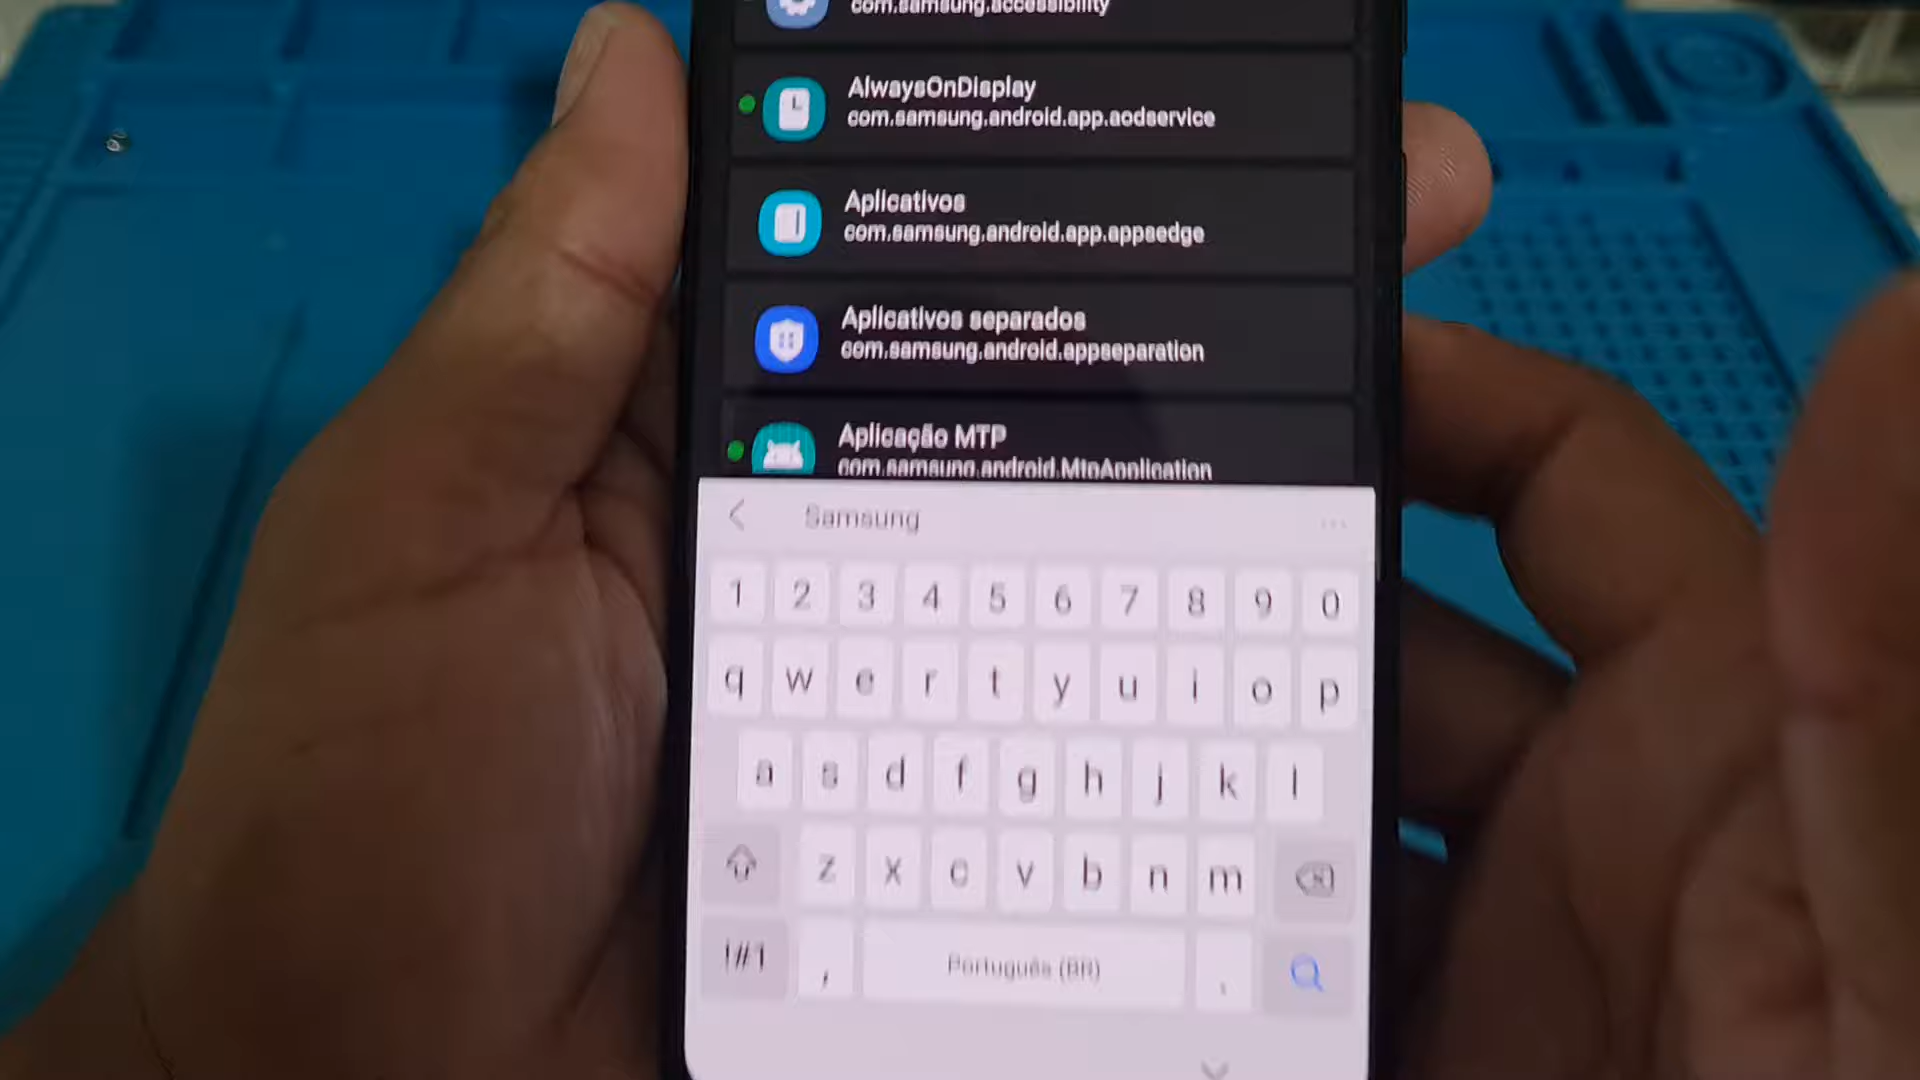 com.samsung.accessibility
AlwaysOnDisplay
com.samsung.android.app.aodservice
Aplicativos
com.samsung.android.app.appsedge
Aplicativos separados
com.samsung.android.appseparation
Aplicação MTP
com.samsung.android.MtpApplication
Samsung
1 2 3 4 5 6 7 8 9 0
q w e r t y u i o p
a s d f g h j k l
z x c v b n m
!#1 , Português (BR) .